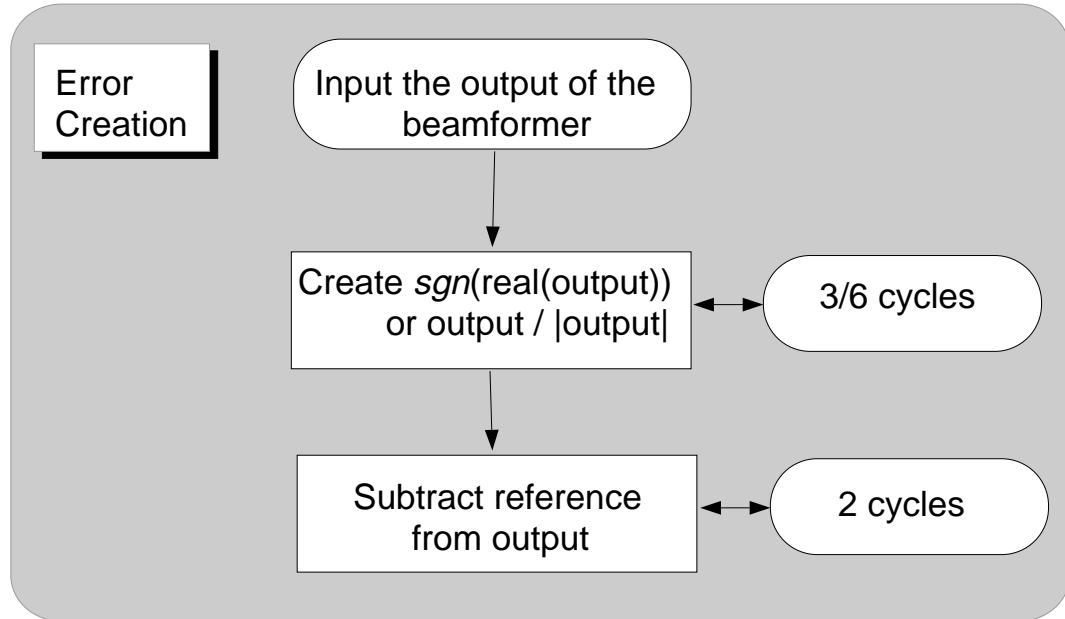 Error
Creation
Input the output of the
beamformer
Create sgn(real(output))
or output / |output|
3/6 cycles
Subtract reference
from output
2 cycles